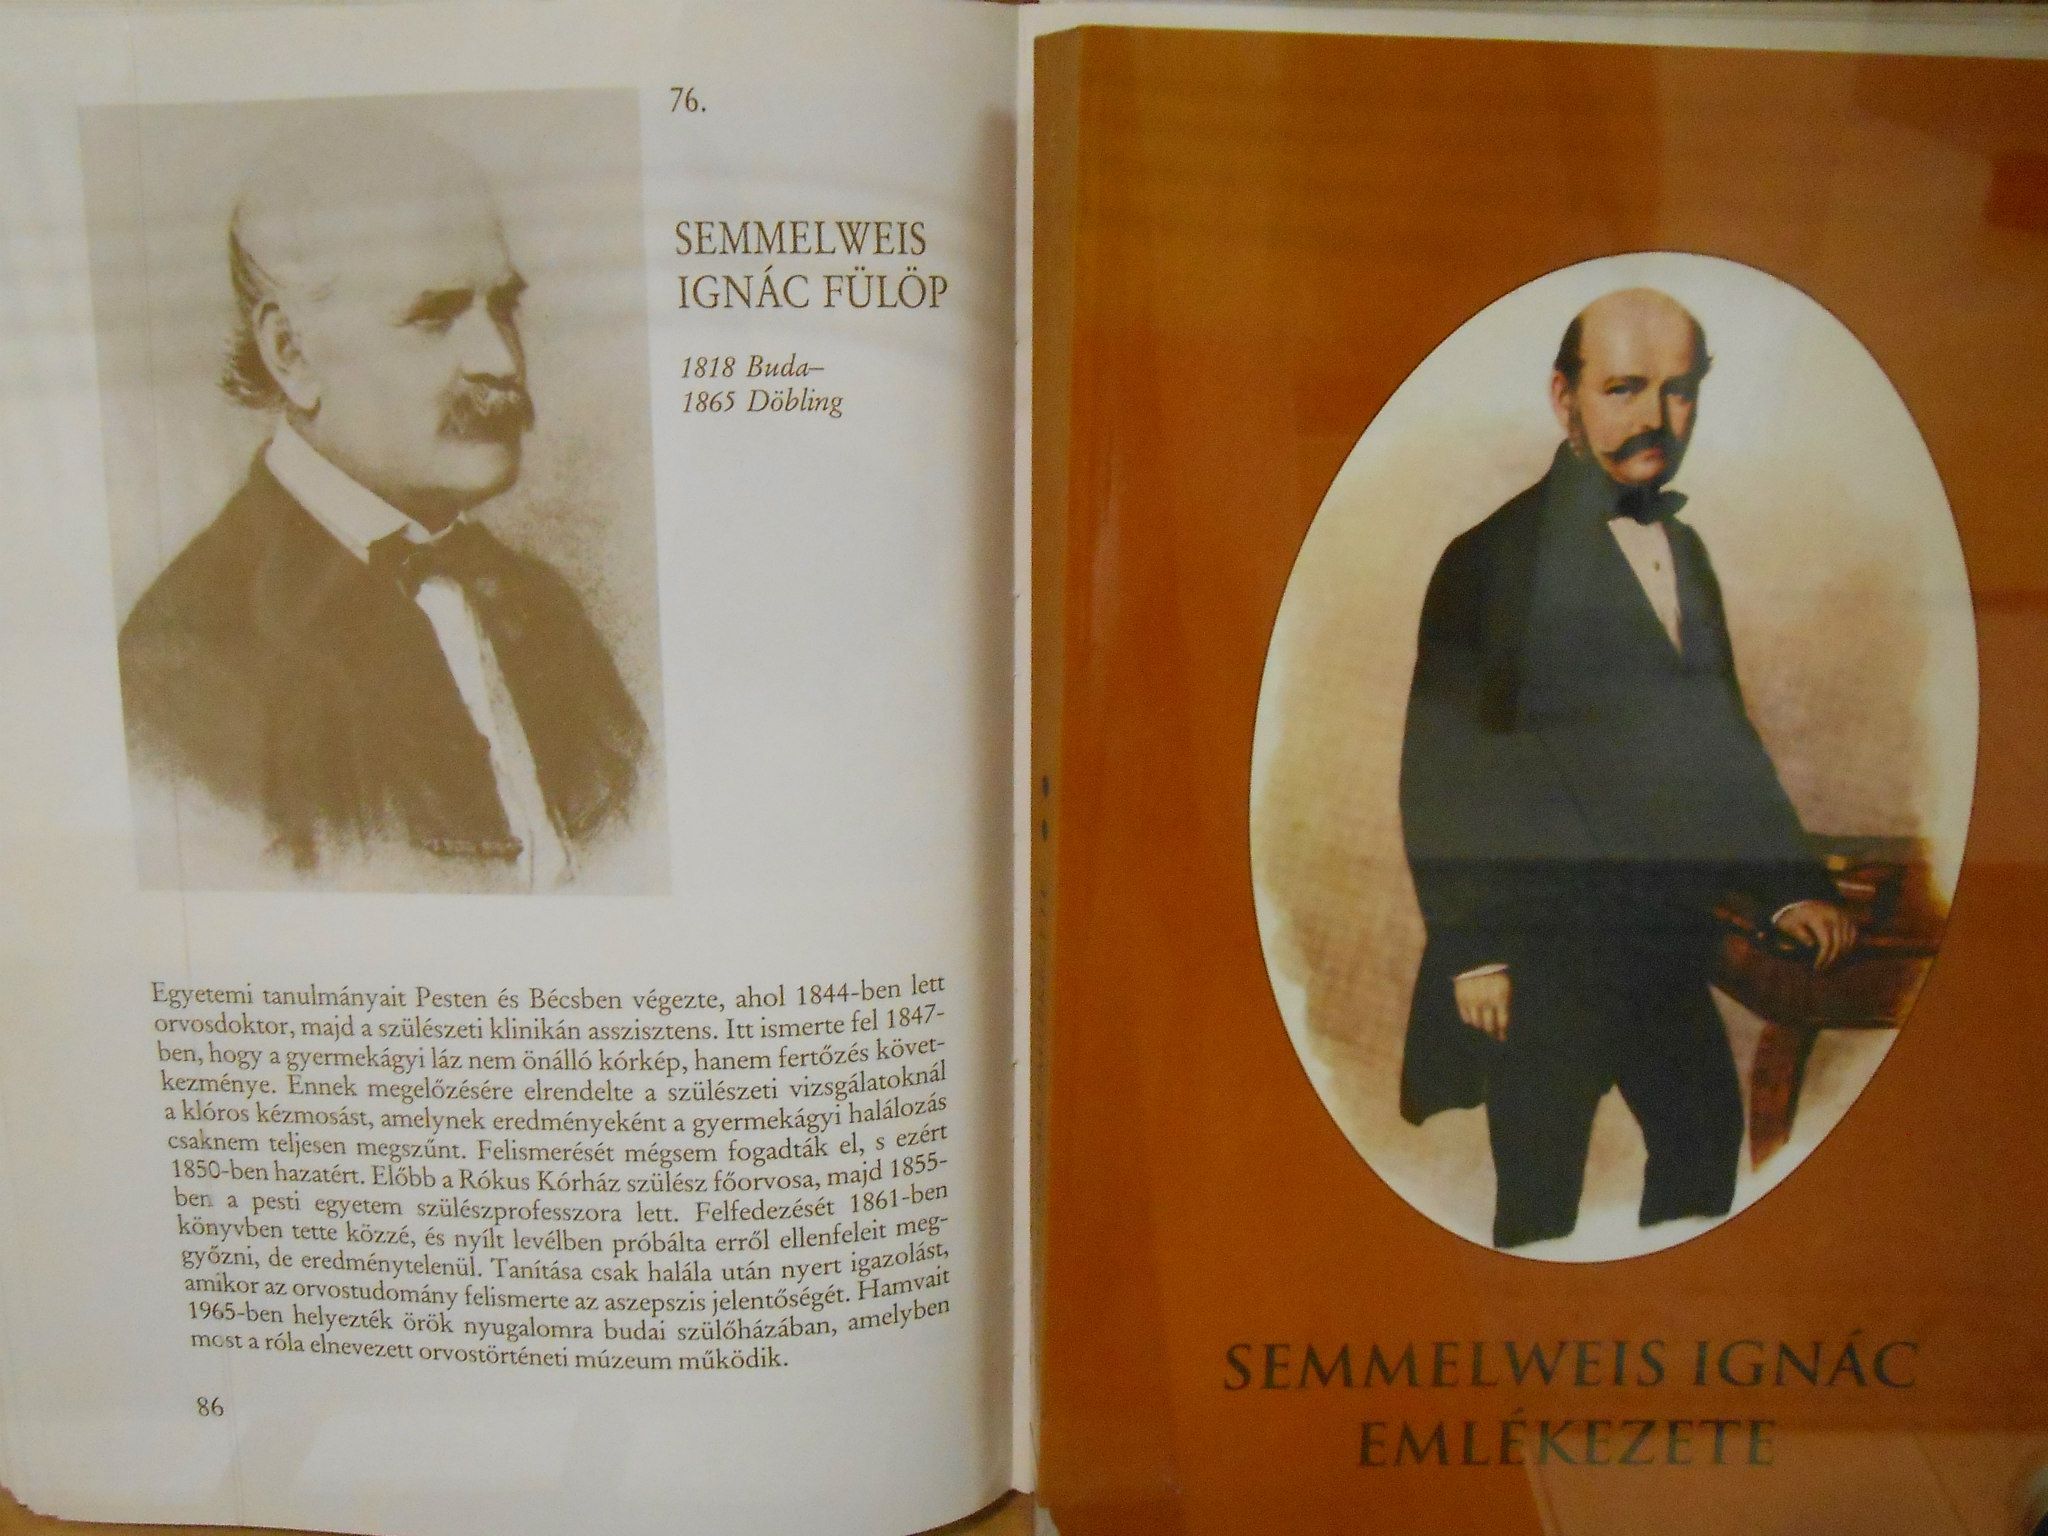 76.
SEMMELWEIS
IGNÁC FÜLÖP
1818 Buda–
1865 Döbling
Egyetemi tanulmányait Pesten és Bécsben végezte, ahol 1844-ben lett
orvosdoktor, majd a szülészeti klinikán asszisztens. Itt ismerte fel 1847-
ben, hogy a gyermekágyi láz nem önálló kórkép, hanem fertőzés követ-
kezménye. Ennek megelőzésére elrendelte a szülészeti vizsgálatoknál
a klóros kézmosást, amelynek eredményeként a gyermekágyi halálozás
csaknem teljesen megszűnt. Felismerését mégsem fogadták el, s ezért
1850-ben hazatért. Előbb a Rókus Kórház szülész főorvosa, majd 1855-
ben a pesti egyetem szülészprofesszora lett. Felfedezését 1861-ben
könyvben tette közzé, és nyílt levélben próbálta erről ellenfeleit meg-
győzni, de eredménytelenül. Tanítása csak halála után nyert igazolást,
amikor az orvostudomány felismerte az aszepszis jelentőségét. Hamvait
1965-ben helyezték örök nyugalomra budai szülőházában, amelyben
most a róla elnevezett orvostörténeti múzeum működik.
86
SEMMELWEIS IGNÁC
EMLÉKEZETE